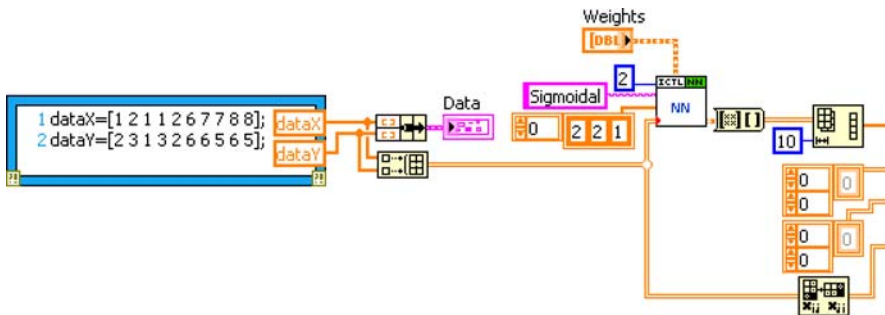 Weights
[DBL]
2
ICTL NN
NN
Sigmoidal
0
2 2 1
1 dataX=[1 2 1 1 2 6 7 7 8 8];
2 dataY=[2 3 1 3 2 6 6 5 6 5];
dataX
dataY
Data
10
0
0
0
0
0
0